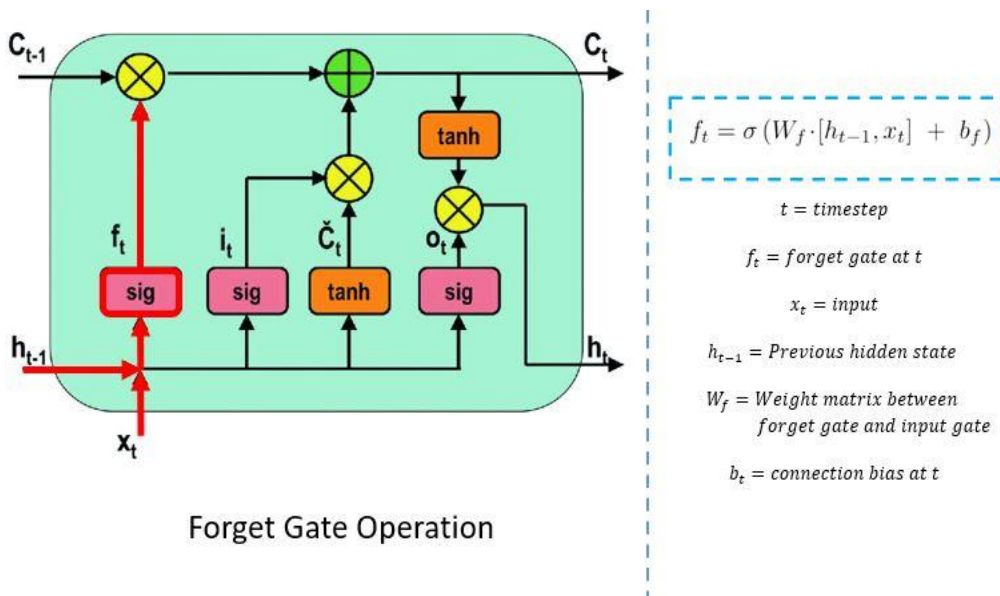 C_{t-1}
C_t
tanh
f_t
i_t
Č_t
o_t
sig
sig
tanh
sig
h_{t-1}
h_t
x_t
Forget Gate Operation
f_t = σ (W_f · [h_{t-1}, x_t] + b_f)
t = timestep
f_t = forget gate at t
x_t = input
h_{t-1} = Previous hidden state
W_f = Weight matrix between
forget gate and input gate
b_t = connection bias at t